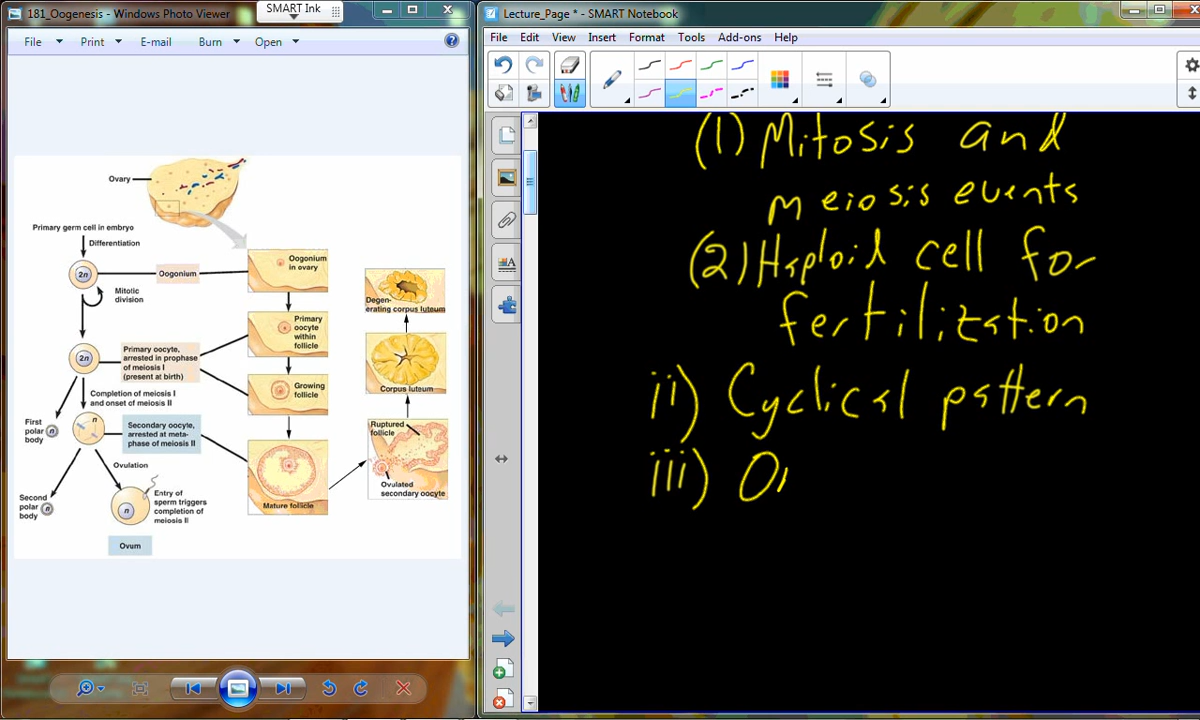 181_Oogenesis - Windows Photo Viewer
SMART Ink
File
Print
E-mail
Burn
Open
Ovary
Primary germ cell in embryo
Differentiation
2n
Oogonium
Mitotic
division
2n
Primary oocyte,
arrested in prophase
of meiosis I
(present at birth)
Completion of meiosis I
and onset of meiosis II
First
polar
body
n
n
Secondary oocyte,
arrested at meta-
phase of meiosis II
Ovulation
Second
polar
body
n
n
Entry of
sperm triggers
completion of
meiosis II
Ovum
Oogonium
in ovary
Primary
oocyte
within
follicle
Growing
follicle
Mature follicle
Degen-
erating corpus luteum
Corpus luteum
Ruptured
follicle
Ovulated
secondary oocyte
Lecture_Page * - SMART Notebook
File Edit View Insert Format Tools Add-ons Help
(1) Mitosis and
meiosis events
(2) Haploid cell for
fertilization
ii) Cyclical pattern
iii)